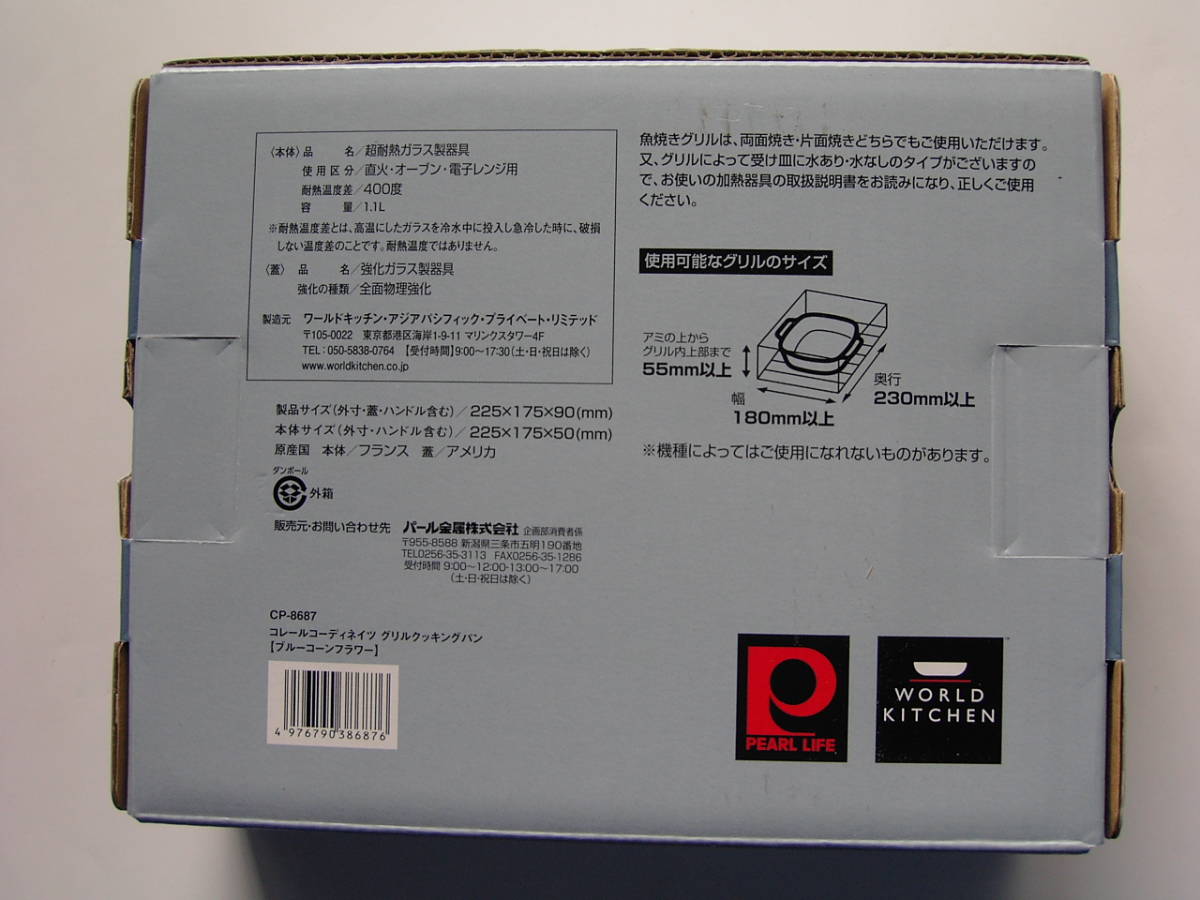 〈本体〉品 名/超耐熱ガラス製器具
使用区分/直火・オーブン・電子レンジ用
耐熱温度差/400度
容 量/1.1L
※耐熱温度差とは、高温にしたガラスを冷水中に投入し急冷した時に、破損
しない温度差のことです。耐熱温度ではありません。
〈蓋〉 品 名/強化ガラス製器具
強化の種類/全面物理強化
製造元 ワールドキッチン・アジアパシフィック・プライベート・リミテッド
〒105-0022 東京都港区海岸1-9-11 マリンクスタワー4F
TEL:050-5838-0764 【受付時間】9:00~17:30(土・日・祝日は除く)
www.worldkitchen.co.jp
製品サイズ(外寸・蓋・ハンドル含む)/225×175×90(mm)
本体サイズ(外寸・ハンドル含む)/225×175×50(mm)
原産国 本体/フランス 蓋/アメリカ
ダンボール
外箱
販売元・お問い合わせ先 パール金属株式会社 企画部消費者係
〒955-8588 新潟県三条市五明190番地
TEL0256-35-3113 FAX0256-35-1286
受付時間 9:00~12:00-13:00~17:00
(土・日・祝日は除く)
CP-8687
コレールコーディネイツ グリルクッキングパン
【ブルーコーンフラワー】
4 976790 386876
魚焼きグリルは、両面焼き・片面焼きどちらでもご使用いただけます。
又、グリルによって受け皿に水あり・水なしのタイプがございますの
で、お使いの加熱器具の取扱説明書をお読みになり、正しくご使用
ください。
使用可能なグリルのサイズ
アミの上から
グリル内上部まで
55mm以上
幅
180mm以上
奥行
230mm以上
※機種によってはご使用になれないものがあります。
PEARL LIFE
WORLD
KITCHEN